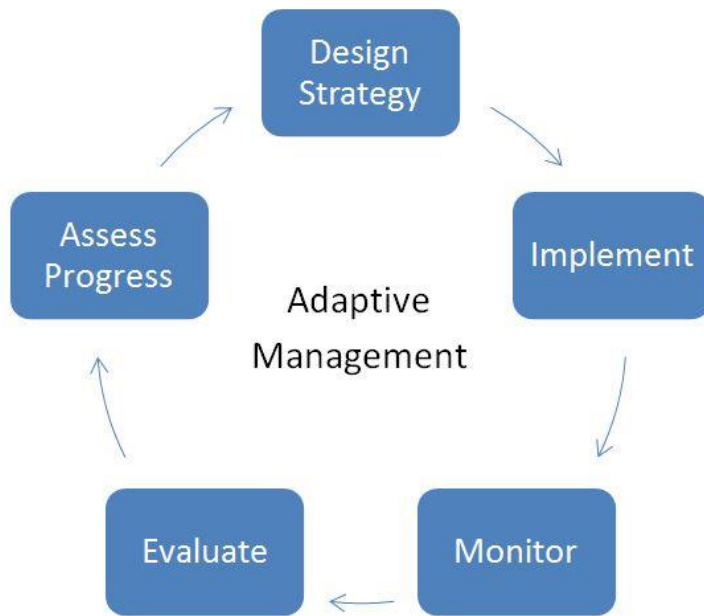 Design
Strategy
Implement
Monitor
Evaluate
Assess
Progress
Adaptive
Management